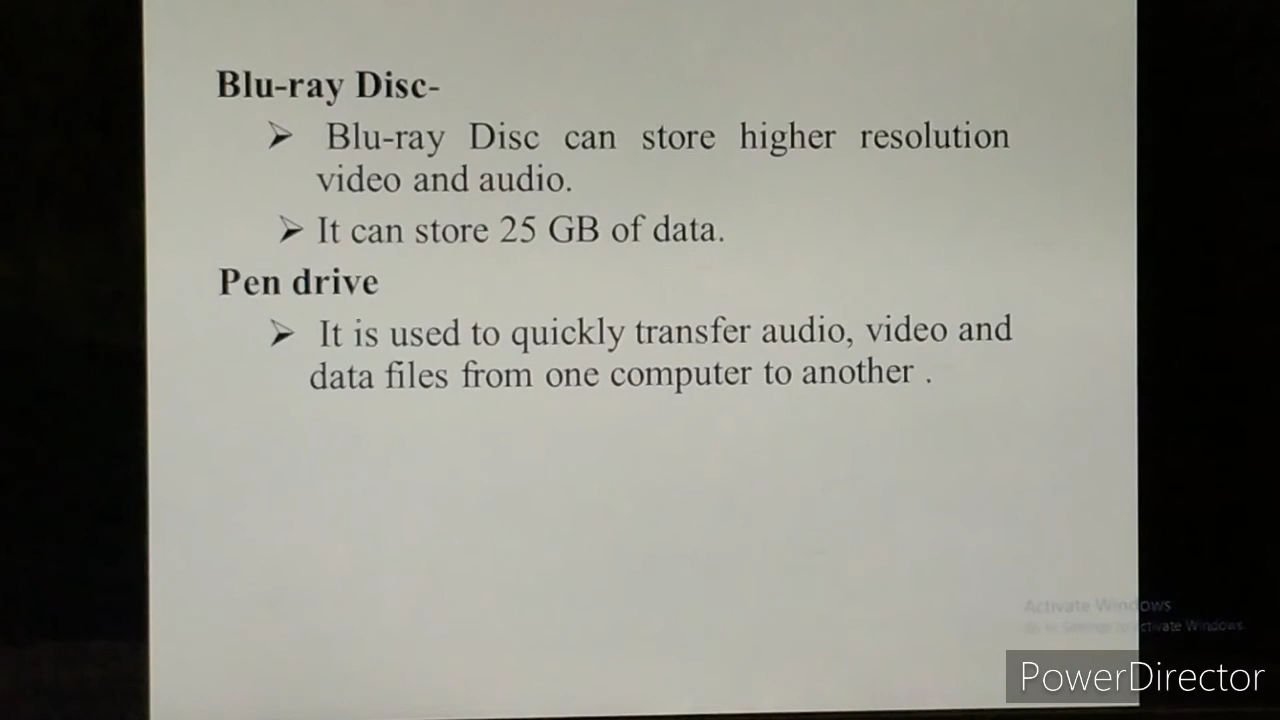 Blu-ray Disc-
➤ Blu-ray Disc can store higher resolution
video and audio.
➤ It can store 25 GB of data.
Pen drive
➤ It is used to quickly transfer audio, video and
data files from one computer to another .
Activate Windows
Go to Settings to activate Windows.
PowerDirector